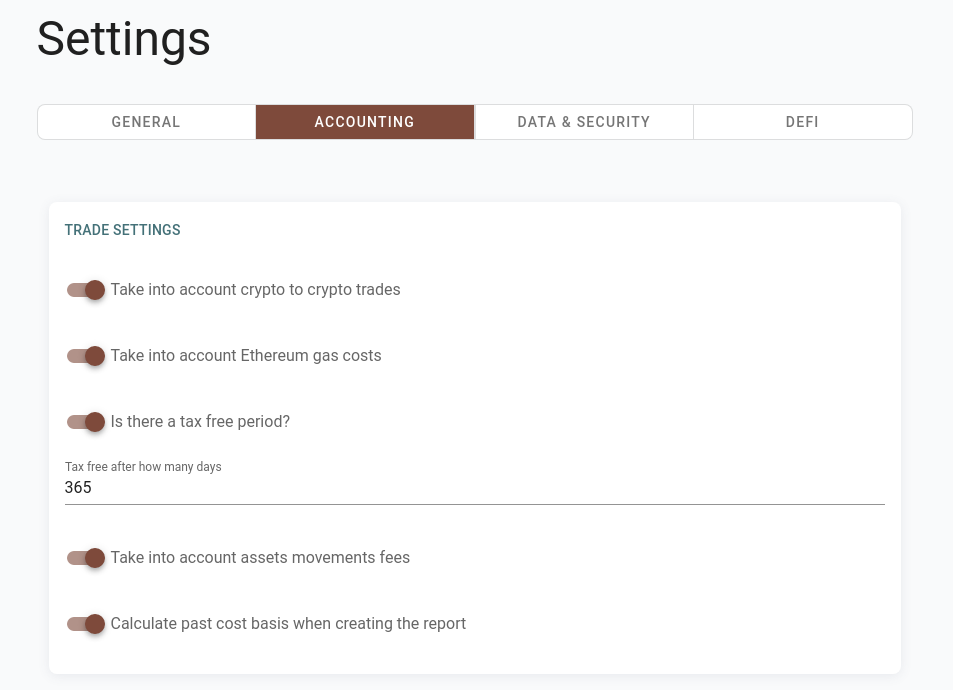 Settings
GENERAL
ACCOUNTING
DATA & SECURITY
DEFI
TRADE SETTINGS
Take into account crypto to crypto trades
Take into account Ethereum gas costs
Is there a tax free period?
Tax free after how many days
365
Take into account assets movements fees
Calculate past cost basis when creating the report